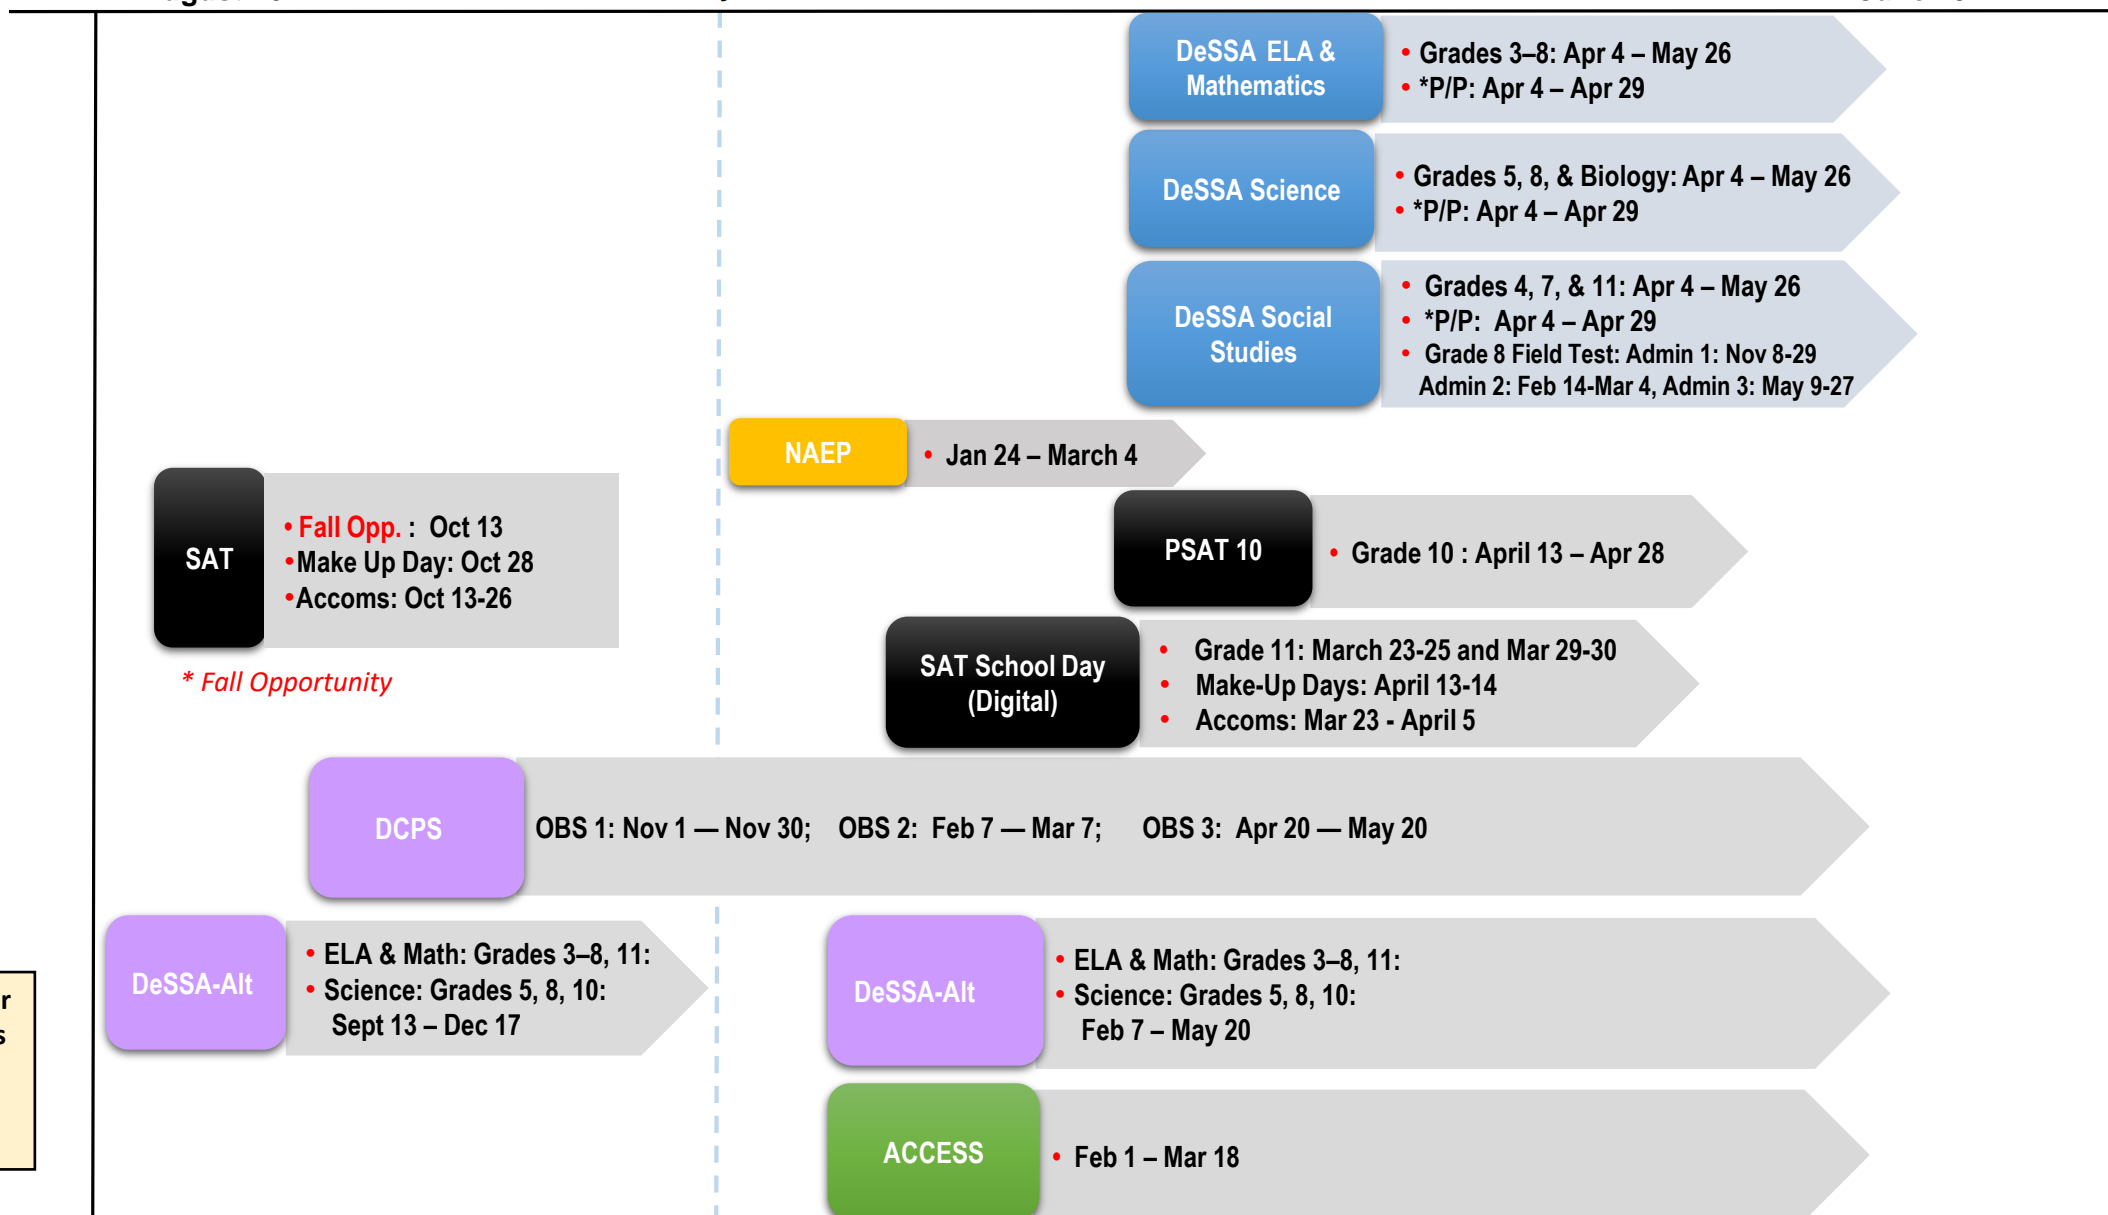 DeSSA ELA &
Mathematics
• Grades 3–8: Apr 4 – May 26
• *P/P: Apr 4 – Apr 29
DeSSA Science
• Grades 5, 8, & Biology: Apr 4 – May 26
• *P/P: Apr 4 – Apr 29
DeSSA Social
Studies
• Grades 4, 7, & 11: Apr 4 – May 26
• *P/P: Apr 4 – Apr 29
• Grade 8 Field Test: Admin 1: Nov 8-29
Admin 2: Feb 14-Mar 4, Admin 3: May 9-27
NAEP
• Jan 24 – March 4
SAT
• Fall Opp. : Oct 13
•Make Up Day: Oct 28
•Accoms: Oct 13-26
* Fall Opportunity
PSAT 10
• Grade 10 : April 13 – Apr 28
SAT School Day
(Digital)
• Grade 11: March 23-25 and Mar 29-30
• Make-Up Days: April 13-14
• Accoms: Mar 23 - April 5
DCPS
OBS 1: Nov 1 — Nov 30; OBS 2: Feb 7 — Mar 7; OBS 3: Apr 20 — May 20
DeSSA-Alt
• ELA & Math: Grades 3–8, 11:
• Science: Grades 5, 8, 10:
Sept 13 – Dec 17
DeSSA-Alt
• ELA & Math: Grades 3–8, 11:
• Science: Grades 5, 8, 10:
Feb 7 – May 20
ACCESS
• Feb 1 – Mar 18